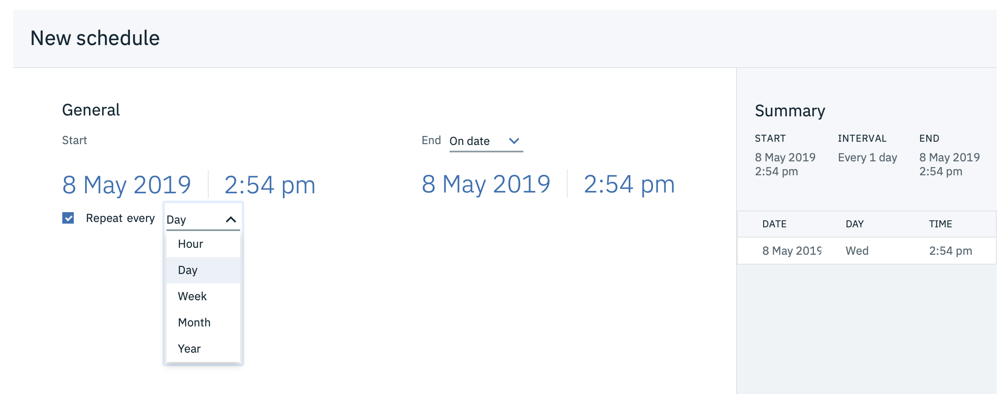 New schedule
General
Start
8 May 2019 2:54 pm
Repeat every Day
Hour
Day
Week
Month
Year
End On date
8 May 2019 2:54 pm
Summary
START INTERVAL END
8 May 2019 Every 1 day 8 May 2019
2:54 pm 2:54 pm
DATE DAY TIME
8 May 2019 Wed 2:54 pm